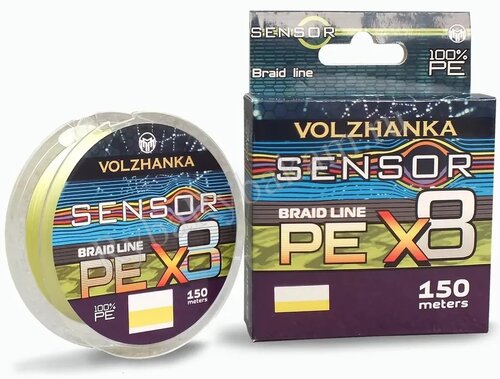 VOLZHANKA
SENSOR
BRAID LINE
PE X8
100%
PE
150
meters
SENSOR
Braid line
100%
PE
VOLZHANKA
SENSOR
BRAID LINE
PE X8
150
meters